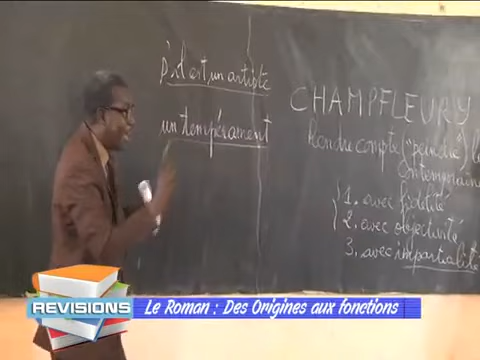 s'il est un artiste
un tempérament
CHAMPFLEURY
Rendre compte ("peindre")
contemporaine
1. avec fidélité
2. avec objectivité
3. avec impartialité
REVISIONS
Le Roman : Des Origines aux fonctions